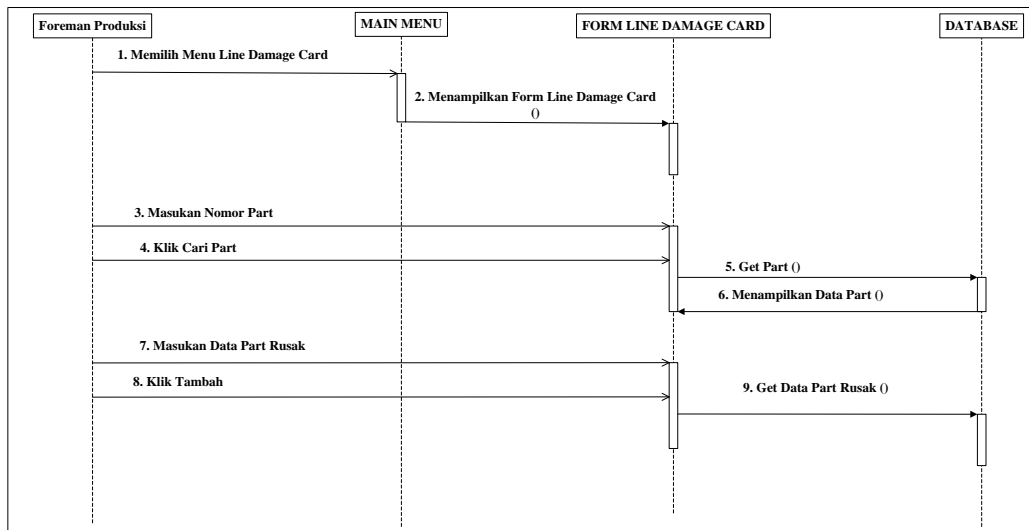 Foreman Produksi
MAIN MENU
FORM LINE DAMAGE CARD
DATABASE
1. Memilih Menu Line Damage Card
2. Menampilkan Form Line Damage Card
()
3. Masukan Nomor Part
4. Klik Cari Part
5. Get Part ()
6. Menampilkan Data Part ()
7. Masukan Data Part Rusak
8. Klik Tambah
9. Get Data Part Rusak ()